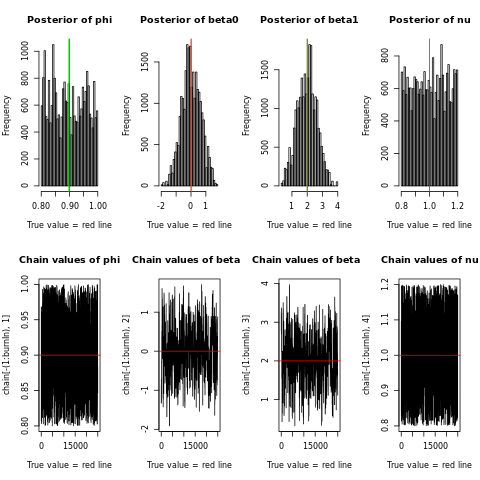 Posterior of phi
Posterior of beta0
Posterior of beta1
Posterior of nu
Frequency
0 200 400 600 800 1000
0.80 0.90 1.00
True value = red line
Frequency
0 500 1000 1500
-2 0 1
True value = red line
Frequency
0 500 1000 1500
1 2 3 4
True value = red line
Frequency
0 200 400 600 800
0.8 1.0 1.2
True value = red line
Chain values of phi
Chain values of beta
Chain values of beta
Chain values of nu
chain[-(1:burnIn), 1]
0.80 0.85 0.90 0.95 1.00
0 15000
True value = red line
chain[-(1:burnIn), 2]
-2 -1 0 1
0 15000
True value = red line
chain[-(1:burnIn), 3]
1 2 3 4
0 15000
True value = red line
chain[-(1:burnIn), 4]
0.8 0.9 1.0 1.1 1.2
0 15000
True value = red line